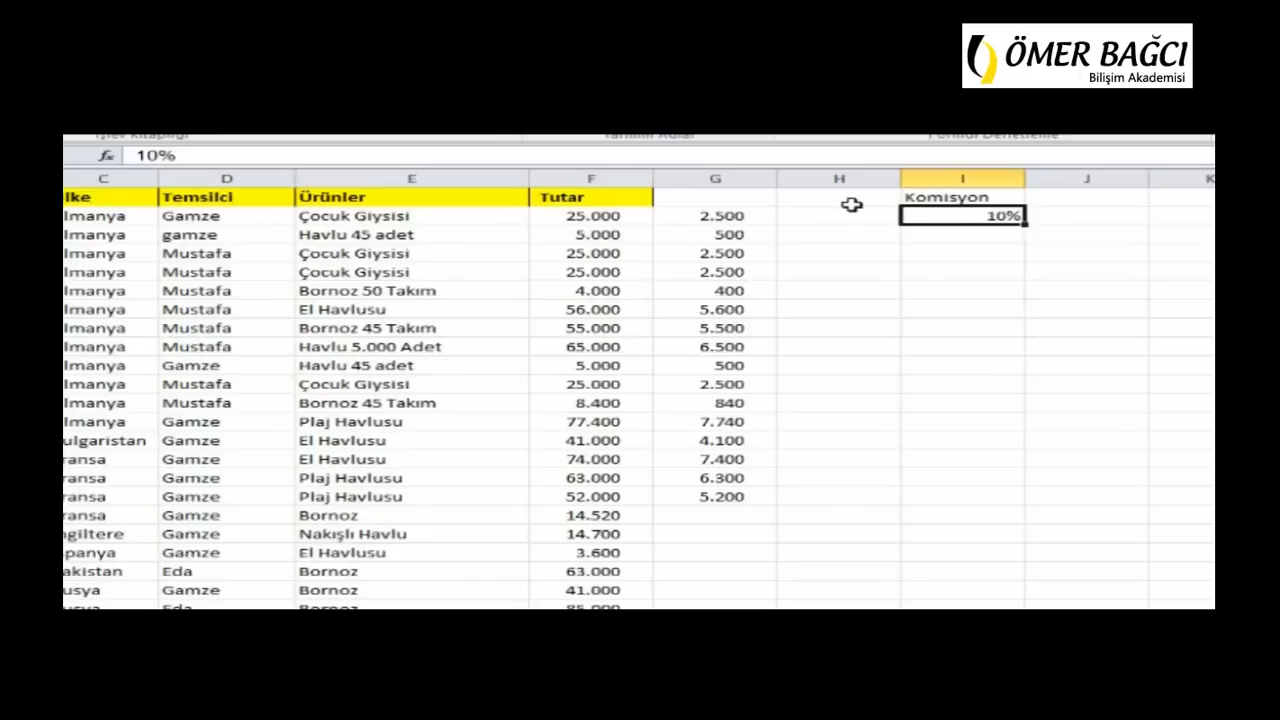 ÖMER BAĞCI
Bilişim Akademisi
fx 10%
C D E F G H I J K
lke Temsilci Ürünler Tutar Komisyon
lmanya Gamze Çocuk Giysisi 25.000 2.500 10%
lmanya gamze Havlu 45 adet 5.000 500
lmanya Mustafa Çocuk Giysisi 25.000 2.500
lmanya Mustafa Çocuk Giysisi 25.000 2.500
lmanya Mustafa Bornoz 50 Takım 4.000 400
lmanya Mustafa El Havlusu 56.000 5.600
lmanya Mustafa Bornoz 45 Takım 55.000 5.500
lmanya Mustafa Havlu 5.000 Adet 65.000 6.500
lmanya Gamze Havlu 45 adet 5.000 500
lmanya Mustafa Çocuk Giysisi 25.000 2.500
lmanya Mustafa Bornoz 45 Takım 8.400 840
lmanya Gamze Plaj Havlusu 77.400 7.740
ulgaristan Gamze El Havlusu 41.000 4.100
ransa Gamze El Havlusu 74.000 7.400
ransa Gamze Plaj Havlusu 63.000 6.300
ransa Gamze Plaj Havlusu 52.000 5.200
ransa Gamze Bornoz 14.520
giltere Gamze Nakışlı Havlu 14.700
panya Gamze El Havlusu 3.600
akistan Eda Bornoz 63.000
usya Gamze Bornoz 41.000
usya Eda Bornoz 85.000